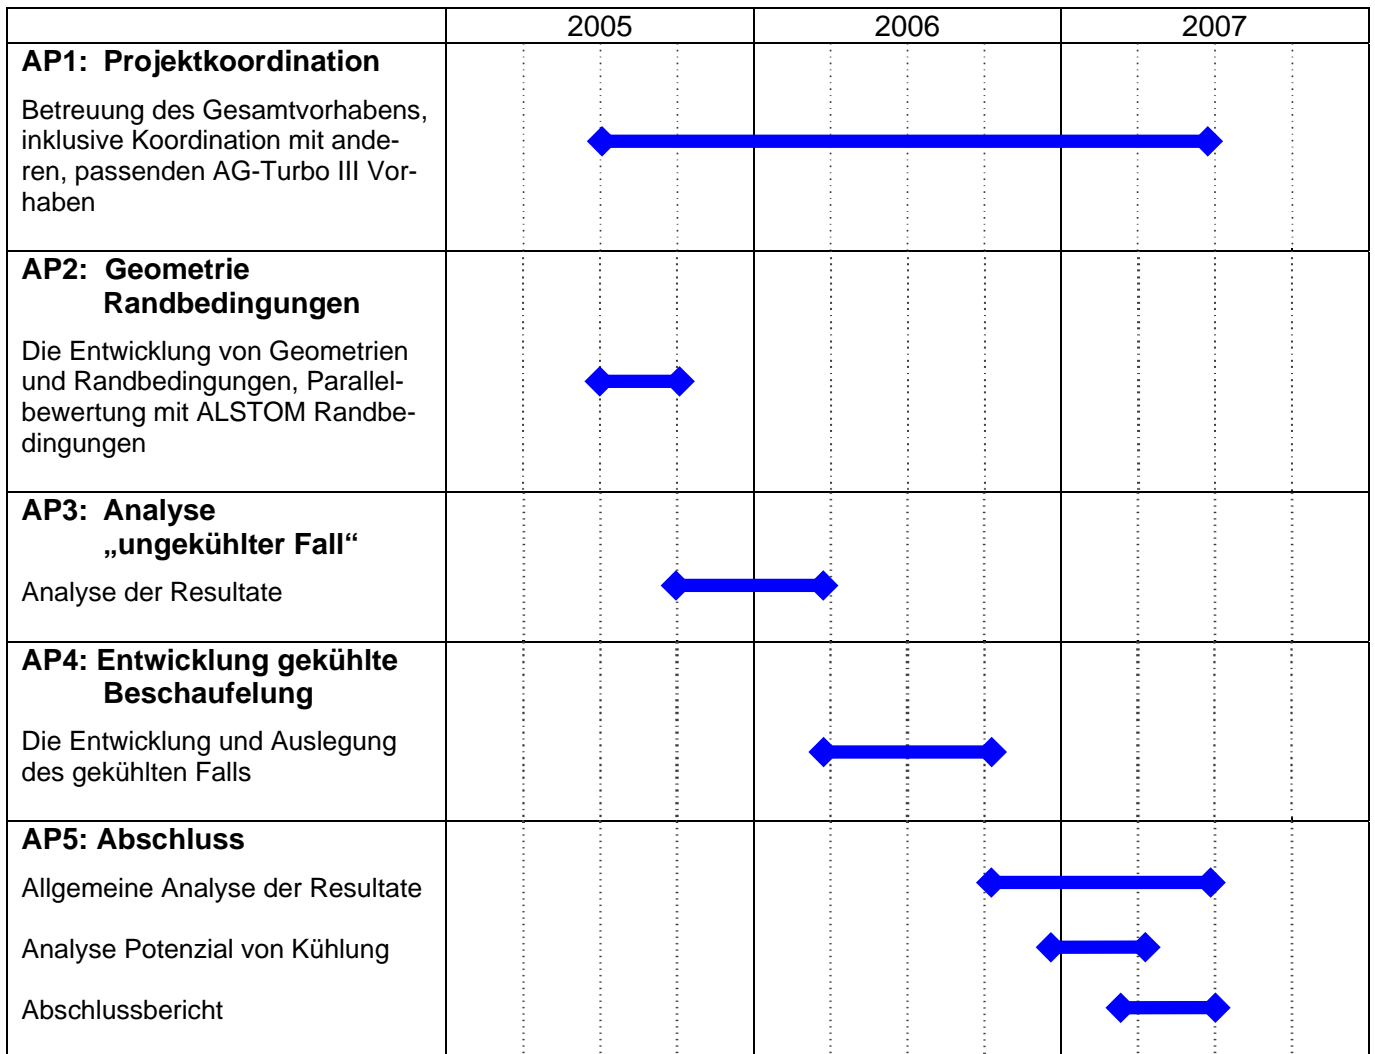 2005 2006 2007
AP1: Projektkoordination
Betreuung des Gesamtvorhabens,
inklusive Koordination mit ande-
ren, passenden AG-Turbo III Vor-
haben
AP2: Geometrie
Randbedingungen
Die Entwicklung von Geometrien
und Randbedingungen, Parallel-
bewertung mit ALSTOM Randbe-
dingungen
AP3: Analyse
„ungekühlter Fall“
Analyse der Resultate
AP4: Entwicklung gekühlte
Beschaufelung
Die Entwicklung und Auslegung
des gekühlten Falls
AP5: Abschluss
Allgemeine Analyse der Resultate
Analyse Potenzial von Kühlung
Abschlussbericht